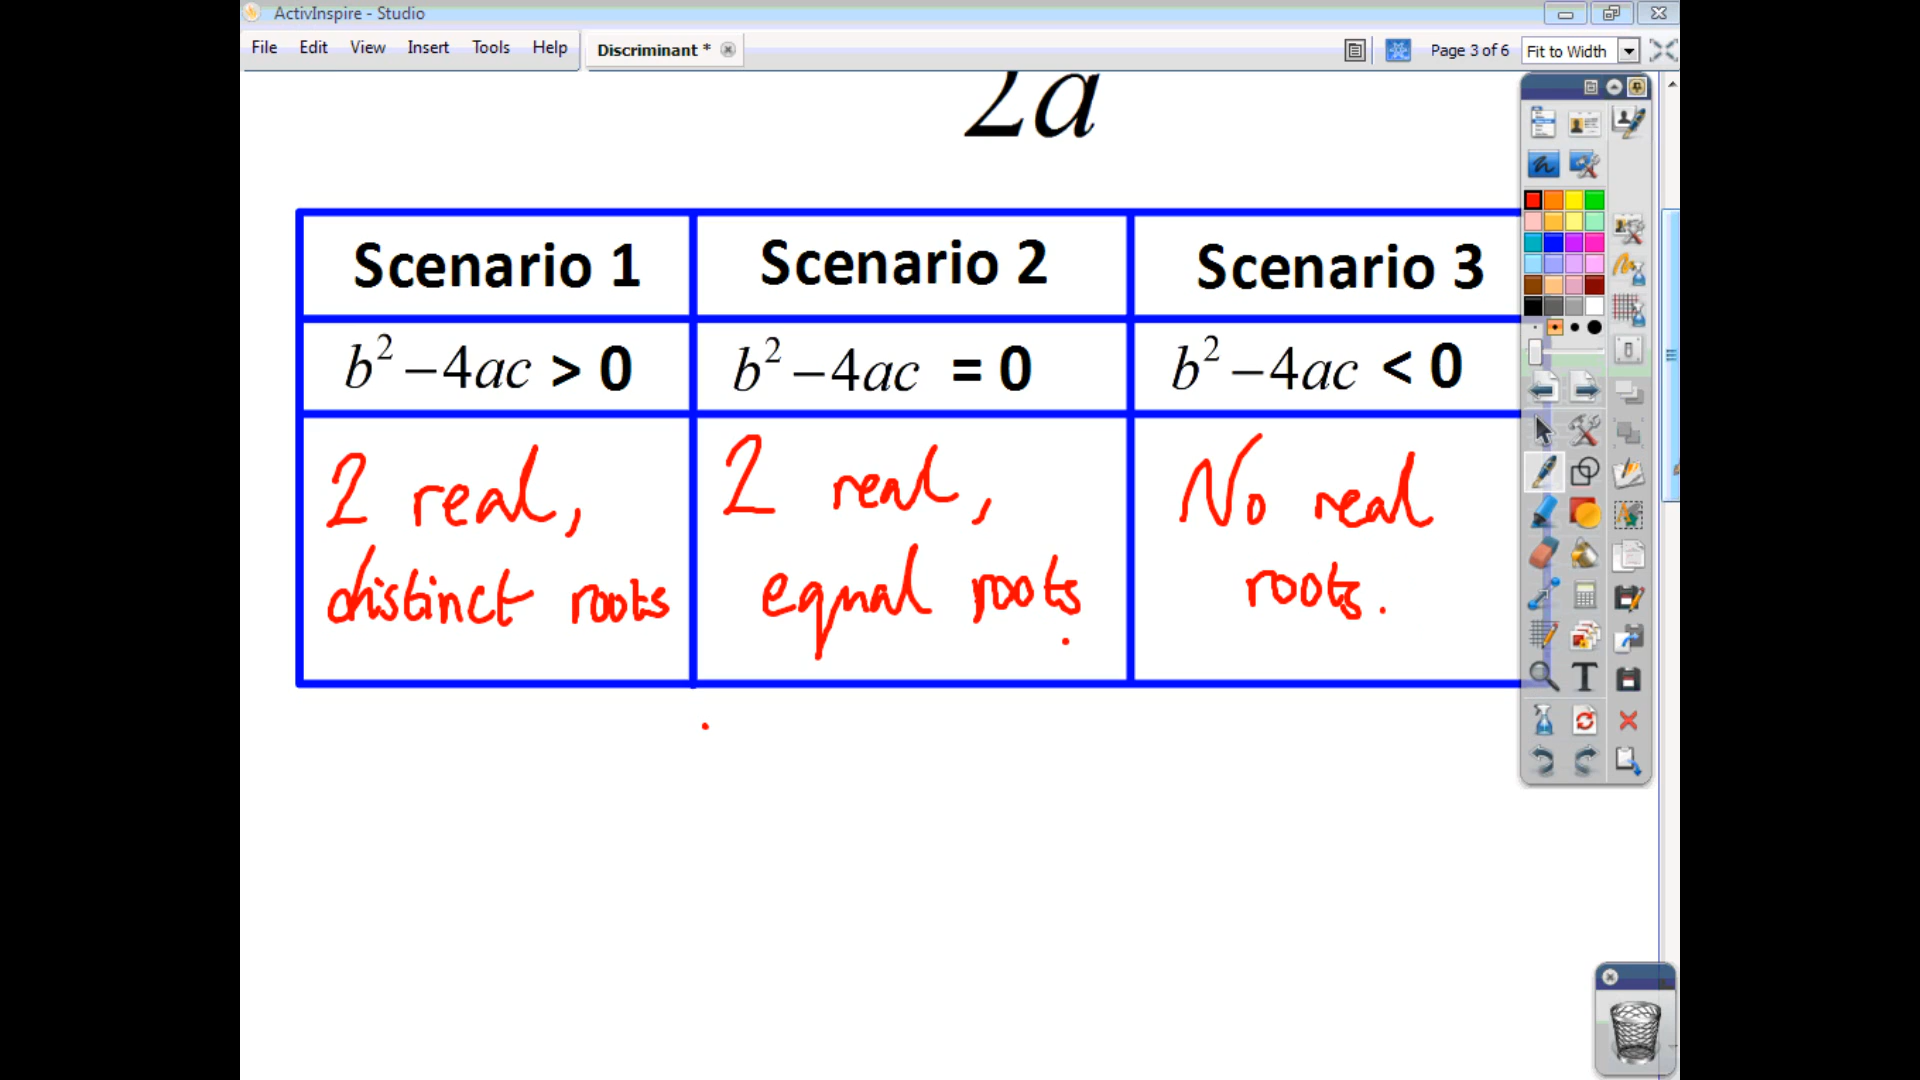 ActivInspire - Studio
File Edit View Insert Tools Help
Discriminant *
Page 3 of 6
Fit to Width
2a
Scenario 1 Scenario 2 Scenario 3
b² − 4ac > 0 b² − 4ac = 0 b² − 4ac < 0
2 real, 2 real, No real
distinct roots equal roots. roots.